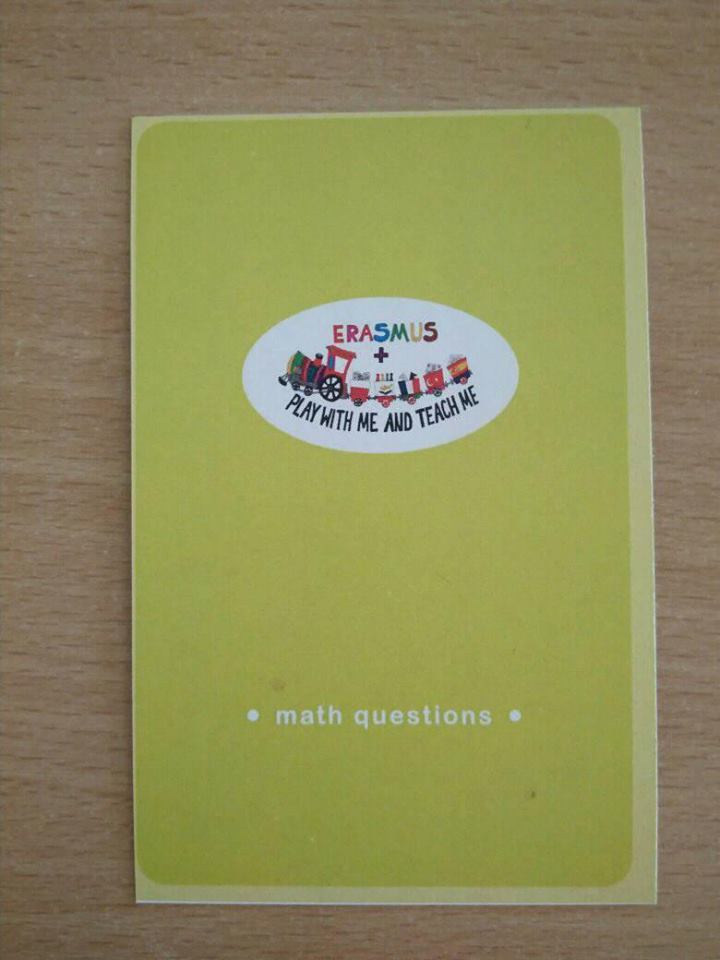 ERASMUS
+
PLAY WITH ME AND TEACH ME
• math questions •